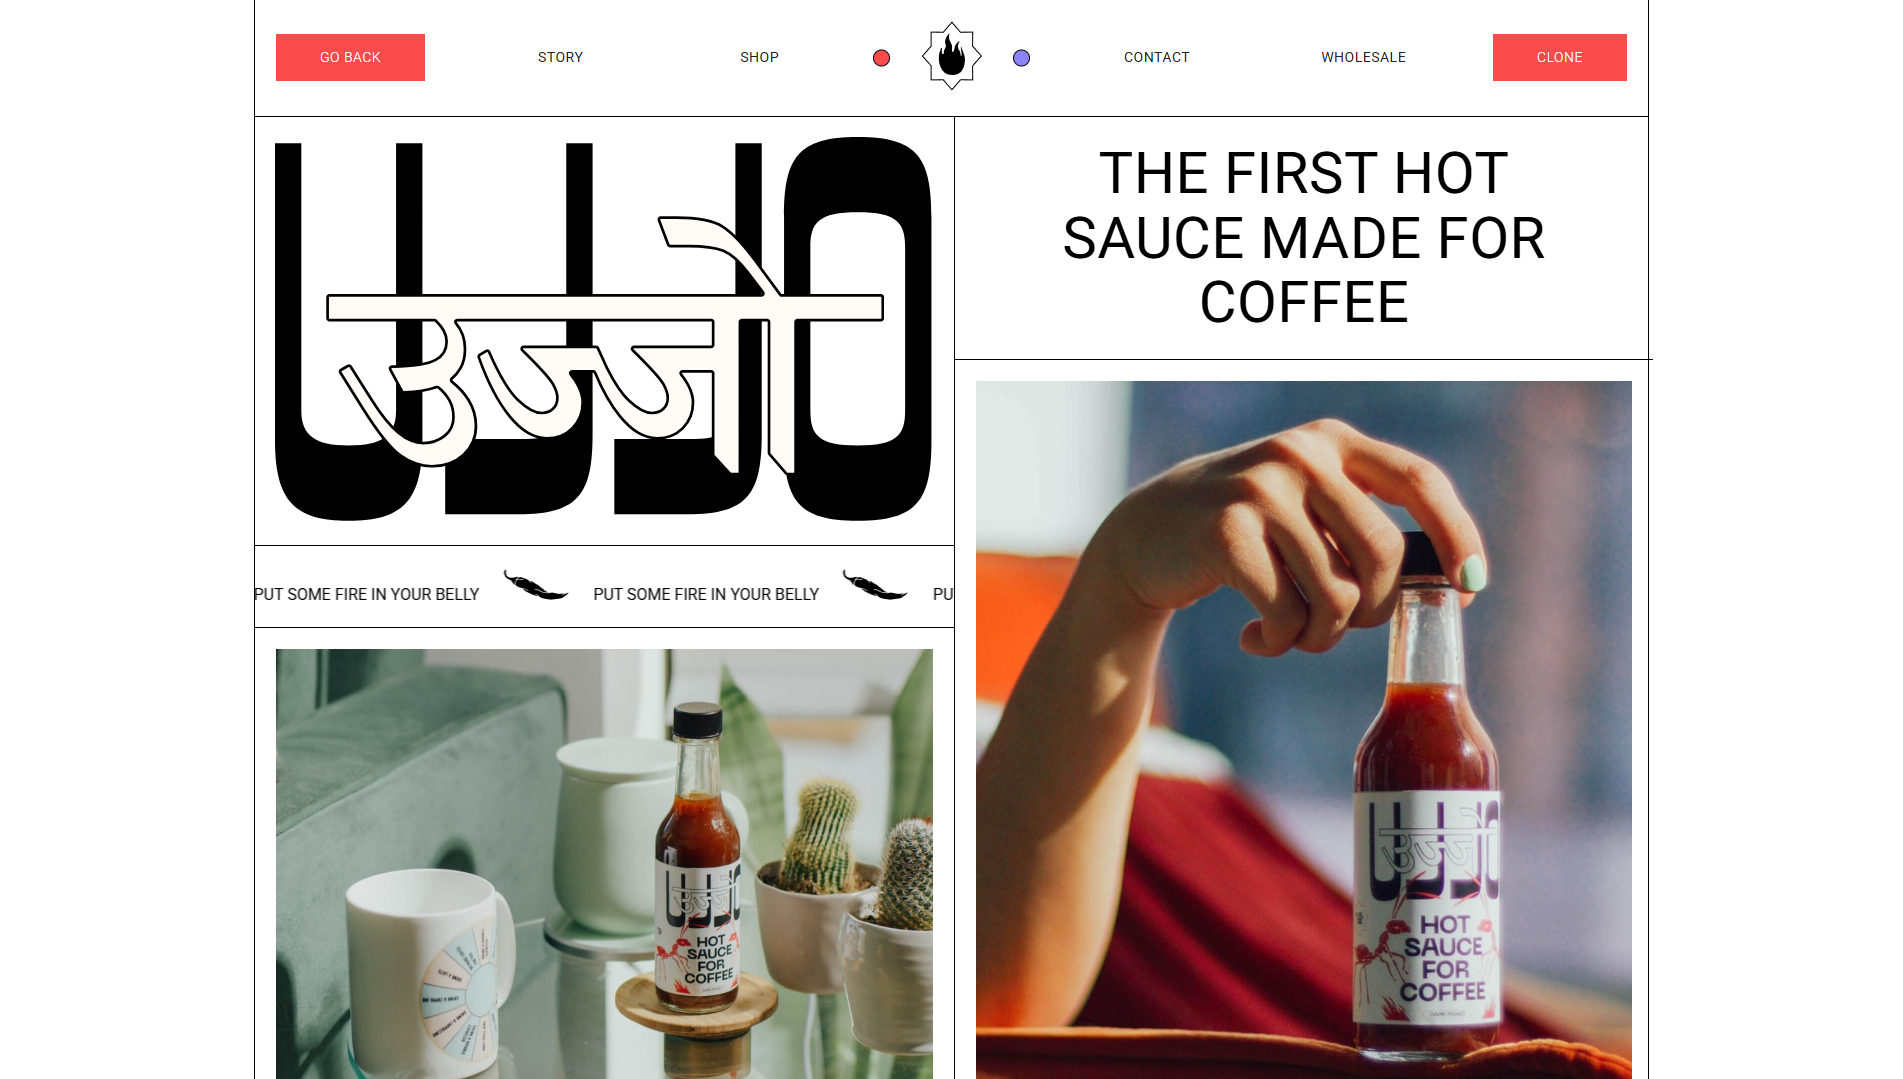 GO BACK
STORY
SHOP
CONTACT
WHOLESALE
CLONE
UJJO
उज्जो
THE FIRST HOT
SAUCE MADE FOR
COFFEE
PUT SOME FIRE IN YOUR BELLY
PUT SOME FIRE IN YOUR BELLY
PU
UJJO
उज्जो
HOT
SAUCE
FOR
COFFEE
UJJO
उज्जो
HOT
SAUCE
FOR
COFFEE
DARK ROAST